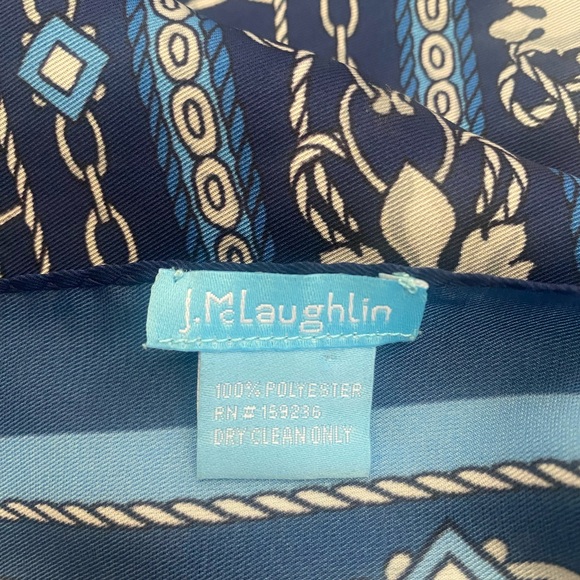 J.McLaughlin
100% POLYESTER
RN # 159236
DRY CLEAN ONLY